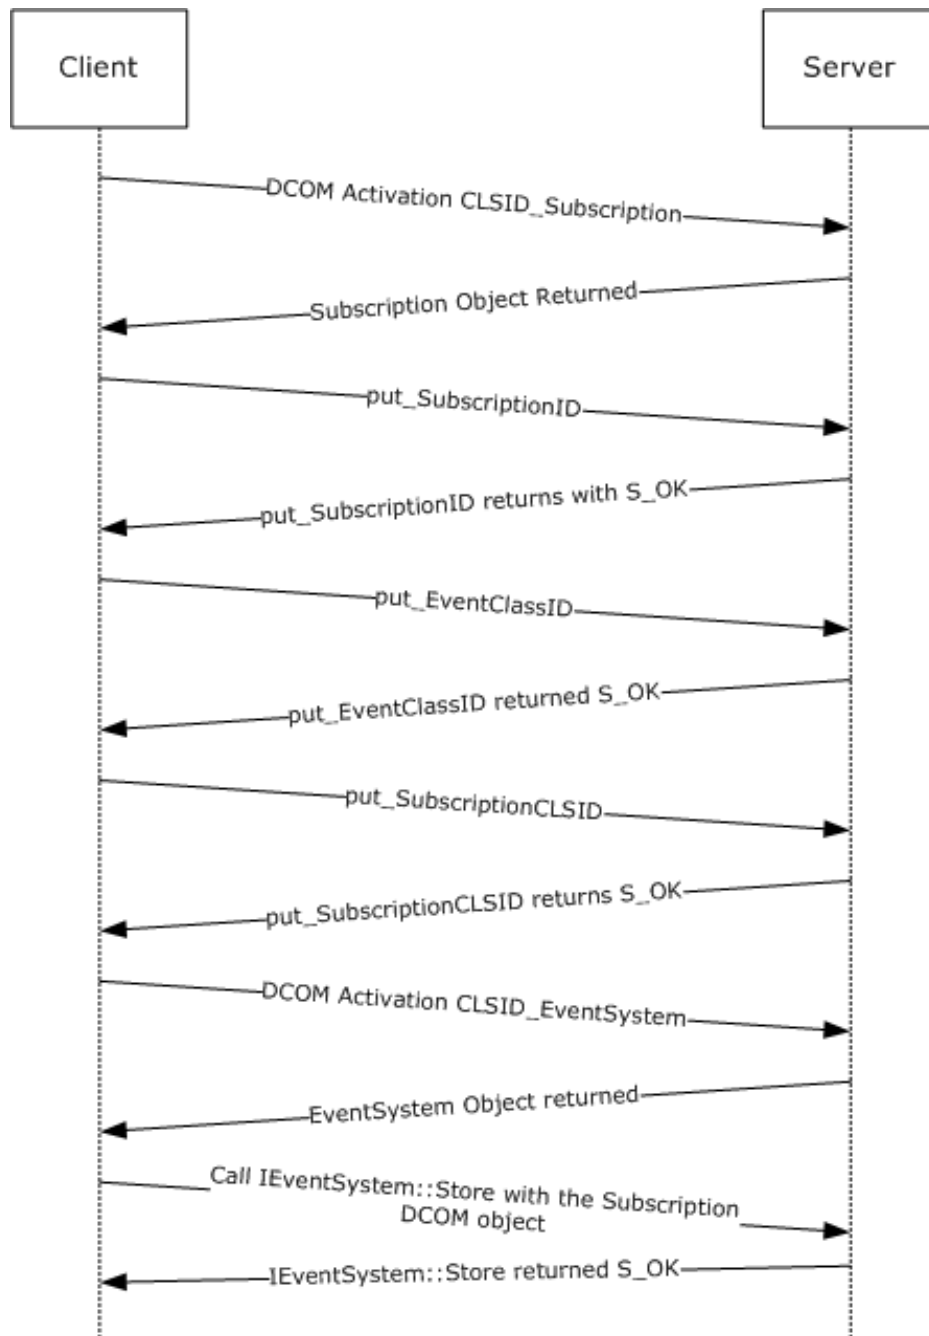 Client
Server
DCOM Activation CLSID_Subscription
Subscription Object Returned
put_SubscriptionID
put_SubscriptionID returns with S_OK
put_EventClassID
put_EventClassID returned S_OK
put_SubscriptionCLSID
put_SubscriptionCLSID returns S_OK
DCOM Activation CLSID_EventSystem
EventSystem Object returned
Call IEventSystem::Store with the Subscription
DCOM object
IEventSystem::Store returned S_OK